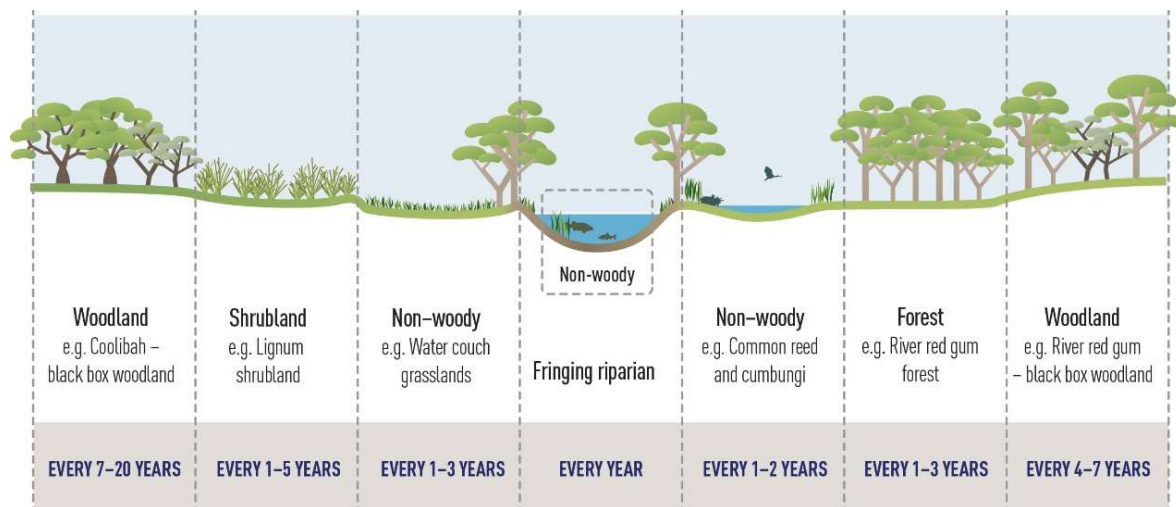 Non-woody
Woodland
e.g. Coolibah –
black box woodland
Shrubland
e.g. Lignum
shrubland
Non–woody
e.g. Water couch
grasslands
Fringing riparian
Non–woody
e.g. Common reed
and cumbungi
Forest
e.g. River red gum
forest
Woodland
e.g. River red gum
– black box woodland
EVERY 7–20 YEARS
EVERY 1–5 YEARS
EVERY 1–3 YEARS
EVERY YEAR
EVERY 1–2 YEARS
EVERY 1–3 YEARS
EVERY 4–7 YEARS